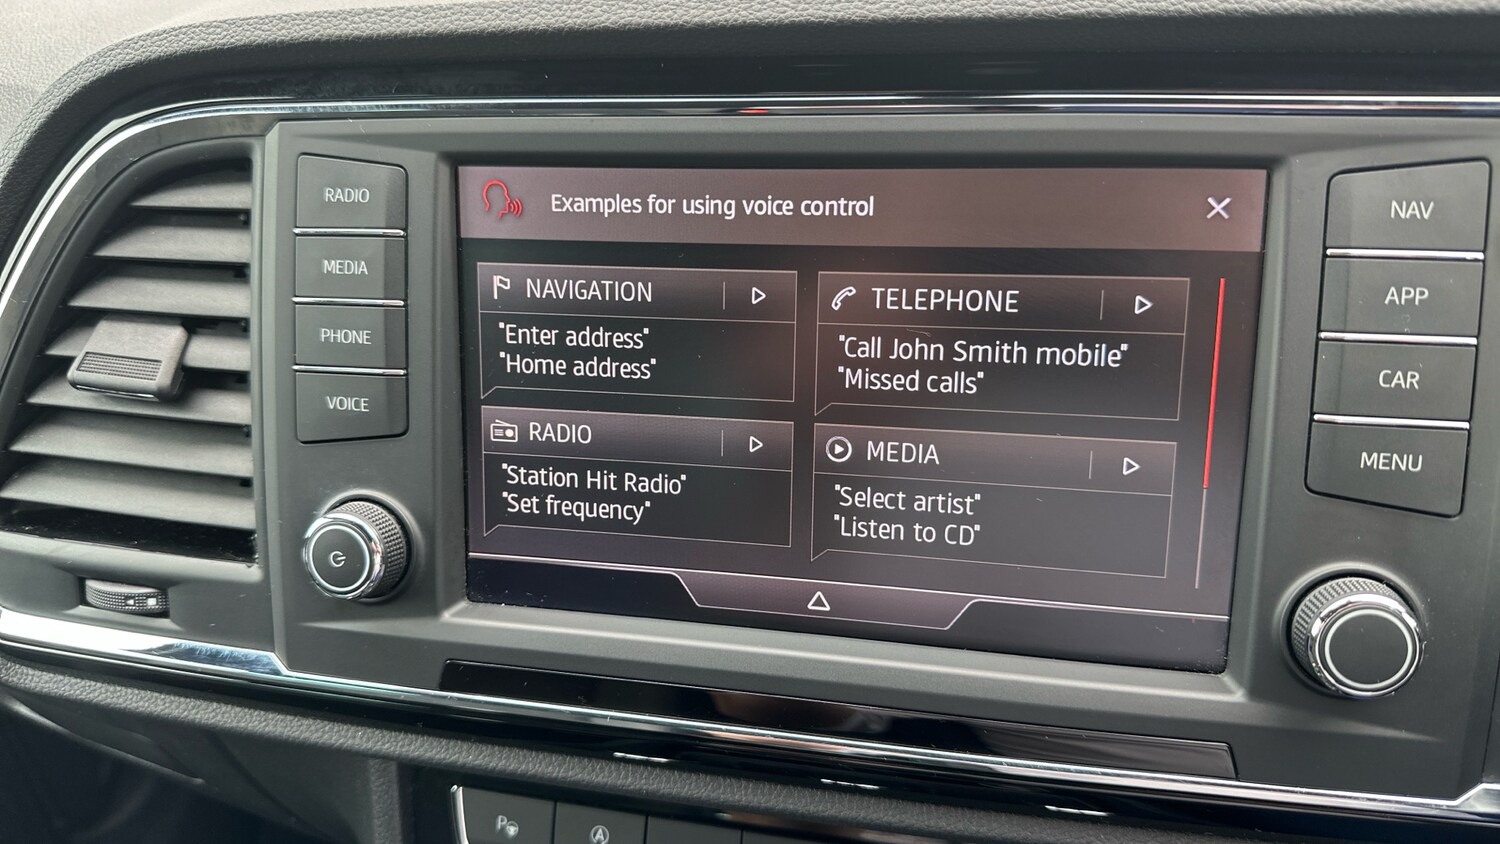 RADIO
MEDIA
PHONE
VOICE
Examples for using voice control
NAVIGATION
"Enter address"
"Home address"
TELEPHONE
"Call John Smith mobile"
"Missed calls"
RADIO
"Station Hit Radio"
"Set frequency"
MEDIA
"Select artist"
"Listen to CD"
NAV
APP
CAR
MENU
P
A